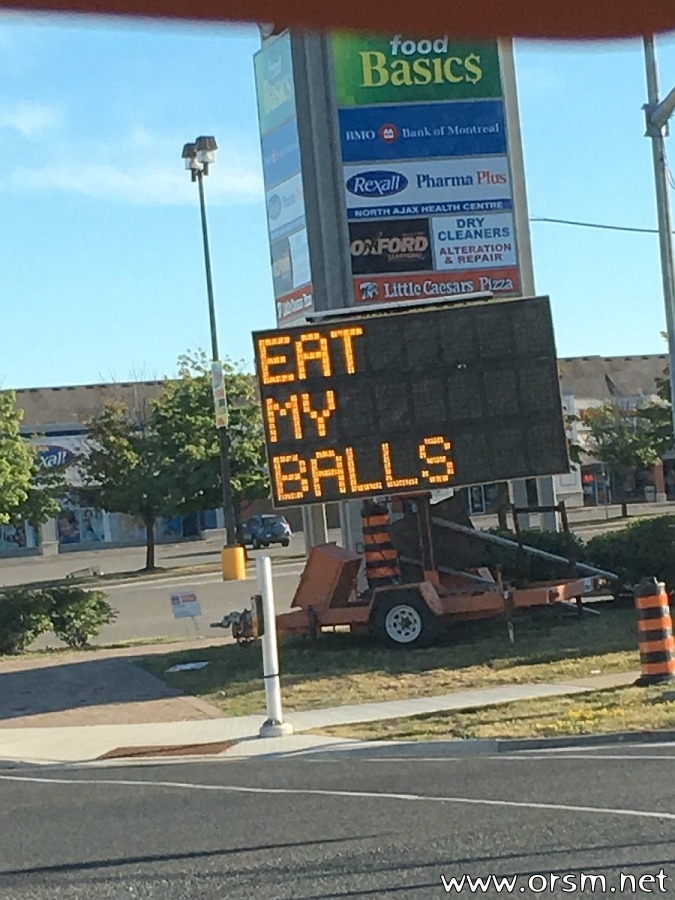 food
Basics
BMO Bank of Montreal
Rexall Pharma Plus
NORTH AJAX HEALTH CENTRE
OXFORD
LEARNING
DRY
CLEANERS
ALTERATION
& REPAIR
Little Caesars Pizza
EAT
MY
BALLS
www.orsm.net